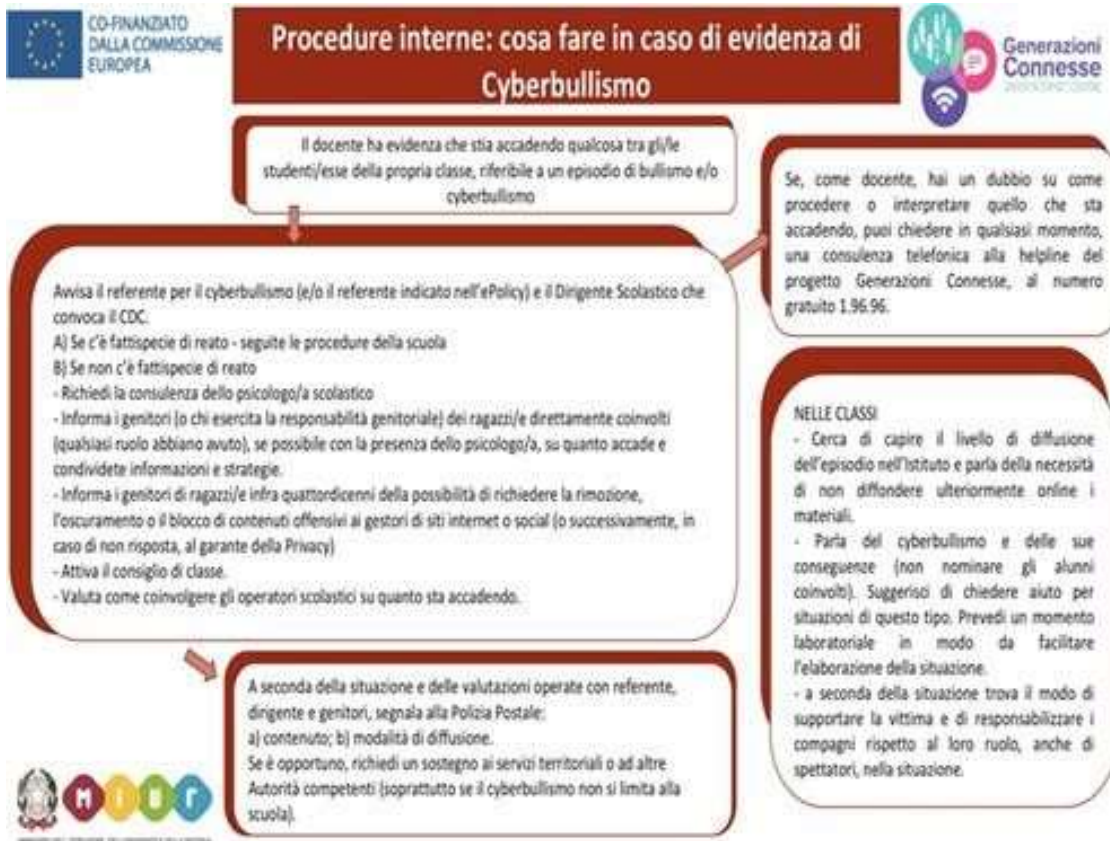 CO-FINANZIATO
DALLA COMMISSIONE
EUROPEA
Procedure interne: cosa fare in caso di evidenza di
Cyberbullismo
Generazioni
Connesse
Il docente ha evidenza che stia accadendo qualcosa tra gli/le
studenti/esse della propria classe, riferibile a un episodio di bullismo e/o
cyberbullismo
Se, come docente, hai un dubbio su come
procedere o interpretare quello che sta
accadendo, puoi chiedere in qualsiasi momento,
una consulenza telefonica alla helpline del
progetto Generazioni Connesse, al numero
gratuito 1.96.96.
Avvisa il referente per il cyberbullismo (e/o il referente indicato nell'ePolicy) e il Dirigente Scolastico che
convoca il CDC.
A) Se c'è fattispecie di reato - seguite le procedure della scuola
B) Se non c'è fattispecie di reato
- Richiedi la consulenza dello psicologo/a scolastico
- Informa i genitori (o chi esercita la responsabilità genitoriale) dei ragazzi/e direttamente coinvolti
(qualsiasi ruolo abbiano avuto), se possibile con la presenza dello psicologo/a, su quanto accade e
condividete informazioni e strategie.
- Informa i genitori di ragazzi/e infra quattordicenni della possibilità di richiedere la rimozione,
l'oscuramento o il blocco di contenuti offensivi ai gestori di siti internet o social (o successivamente, in
caso di non risposta, al garante della Privacy)
- Attiva il consiglio di classe.
- Valuta come coinvolgere gli operatori scolastici su quanto sta accadendo.
NELLE CLASSI
- Cerca di capire il livello di diffusione
dell'episodio nell'Istituto e parla della necessità
di non diffondere ulteriormente online i
materiali.
- Parla del cyberbullismo e delle sue
conseguenze (non nominare gli alunni
coinvolti). Suggerisci di chiedere aiuto per
situazioni di questo tipo. Prevedi un momento
laboratoriale in modo da facilitare
l'elaborazione della situazione.
- a seconda della situazione trova il modo di
supportare la vittima e di responsabilizzare i
compagni rispetto al loro ruolo, anche di
spettatori, nella situazione.
A seconda della situazione e delle valutazioni operate con referente,
dirigente e genitori, segnala alla Polizia Postale:
a) contenuto; b) modalità di diffusione.
Se è opportuno, richiedi un sostegno ai servizi territoriali o ad altre
Autorità competenti (soprattutto se il cyberbullismo non si limita alla
scuola).
MIUR